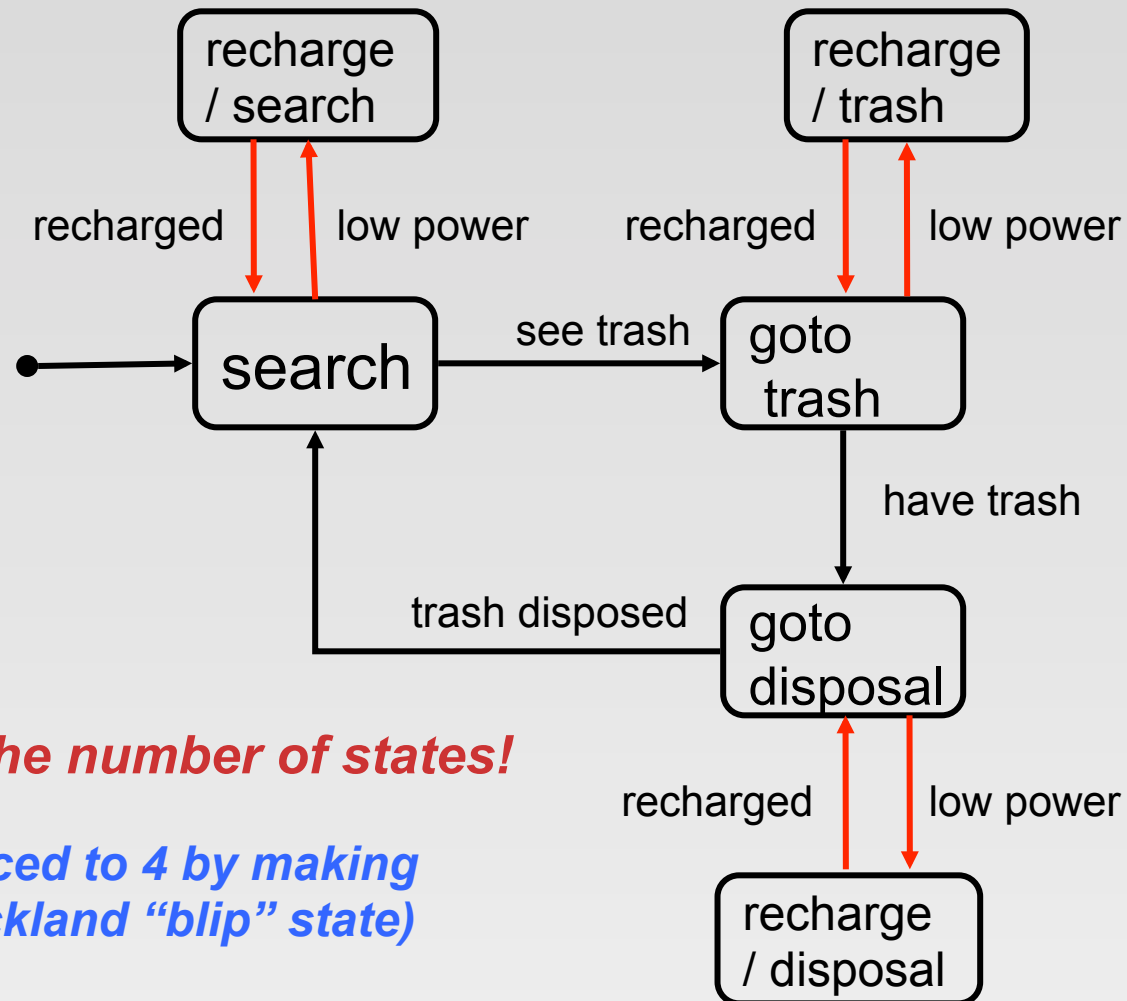 recharge
/ search
recharge
/ trash
recharged
low power
recharged
low power
search
see trash
goto
trash
have trash
trash disposed
goto
disposal
he number of states!
recharged
low power
ced to 4 by making
ckland “blip” state)
recharge
/ disposal